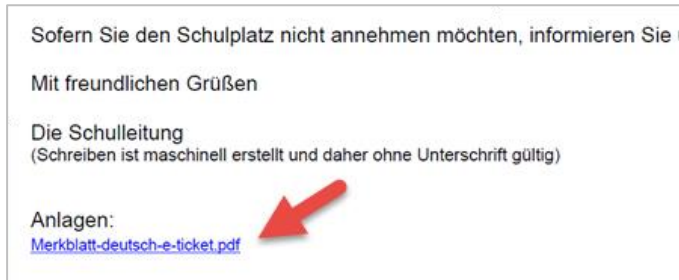 Sofern Sie den Schulplatz nicht annehmen möchten, informieren Sie
Mit freundlichen Grüßen
Die Schulleitung
(Schreiben ist maschinell erstellt und daher ohne Unterschrift gültig)
Anlagen:
Merkblatt-deutsch-e-ticket.pdf